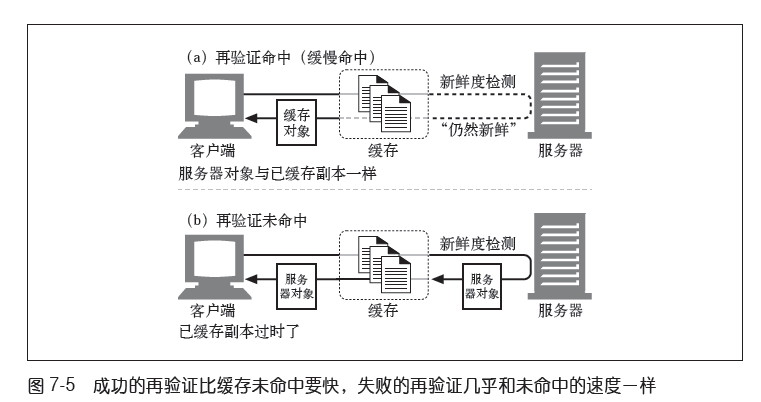 （a）再验证命中（缓慢命中）
新鲜度检测
缓存
对象
“仍然新鲜”
客户端
缓存
服务器
服务器对象与已缓存副本一样
（b）再验证未命中
新鲜度检测
服务
器对象
服务
器对象
客户端
缓存
服务器
已缓存副本过时了
图 7-5 成功的再验证比缓存未命中要快，失败的再验证几乎和未命中的速度一样